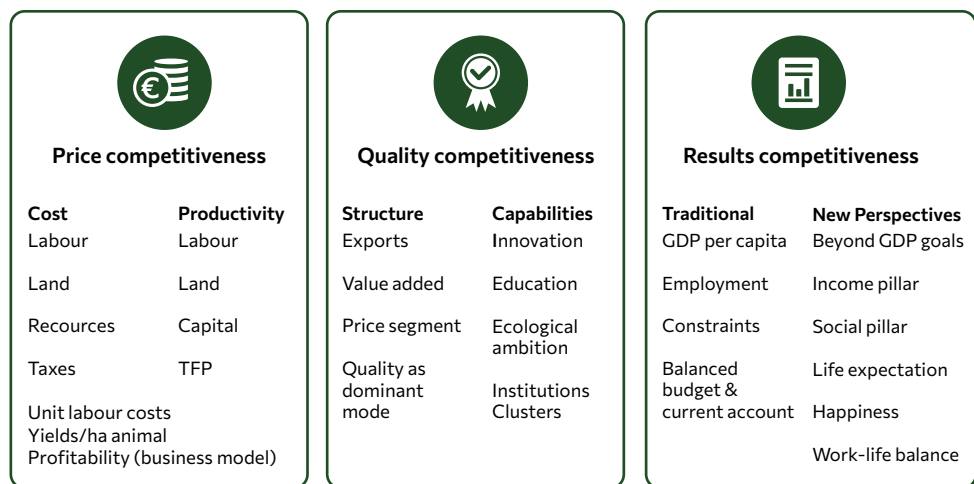 €
Price competitiveness
Cost
Labour
Land
Recources
Taxes
Productivity
Labour
Land
Capital
TFP
Unit labour costs
Yields/ha animal
Profitability (business model)
Quality competitiveness
Structure
Exports
Value added
Price segment
Quality as
dominant
mode
Capabilities
Innovation
Education
Ecological
ambition
Institutions
Clusters
Results competitiveness
Traditional
GDP per capita
Employment
Constraints
Balanced
budget &
current account
New Perspectives
Beyond GDP goals
Income pillar
Social pillar
Life expectation
Happiness
Work-life balance